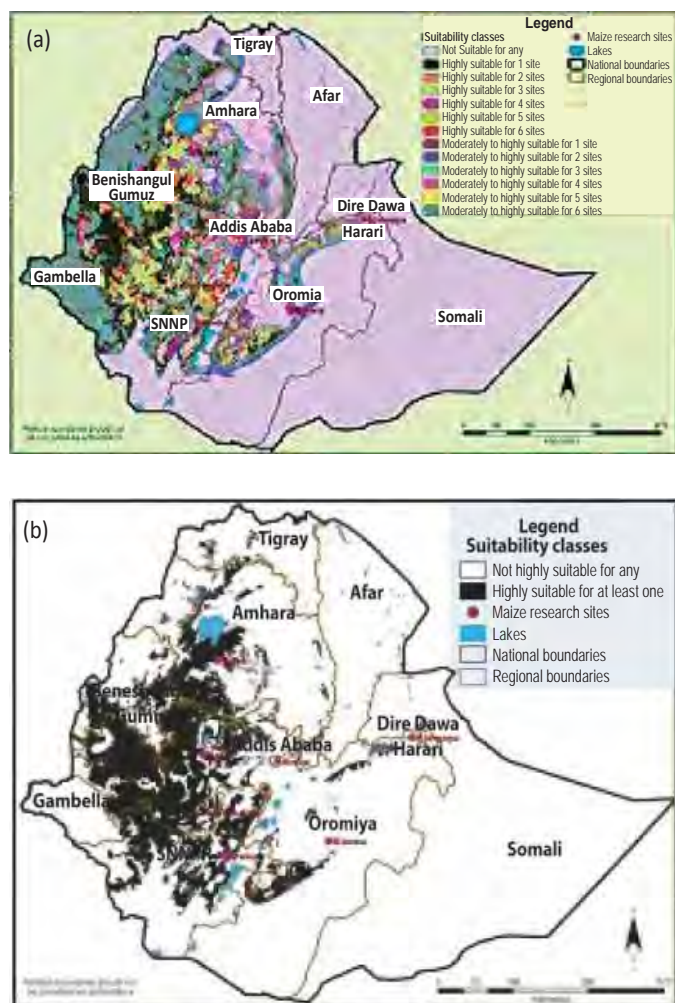 (a)
Legend
Suitability classes
Not Suitable for any
Highly suitable for 1 site
Highly suitable for 2 sites
Highly suitable for 3 sites
Highly suitable for 4 sites
Highly suitable for 5 sites
Highly suitable for 6 sites
Moderately to highly suitable for 1 site
Moderately to highly suitable for 2 sites
Moderately to highly suitable for 3 sites
Moderately to highly suitable for 4 sites
Moderately to highly suitable for 5 sites
Moderately to highly suitable for 6 sites
Maize research sites
Lakes
National boundaries
Regional boundaries
Tigray
Afar
Amhara
Benishangul
Gumuz
Dire Dawa
Addis Ababa
Harari
Gambella
Oromia
SNNP
Somali
(b)
Legend
Suitability classes
Not highly suitable for any
Highly suitable for at least one
Maize research sites
Lakes
National boundaries
Regional boundaries
Tigray
Afar
Amhara
Dire Dawa
Addis Ababa
Harari
Gambella
Oromiya
Somali